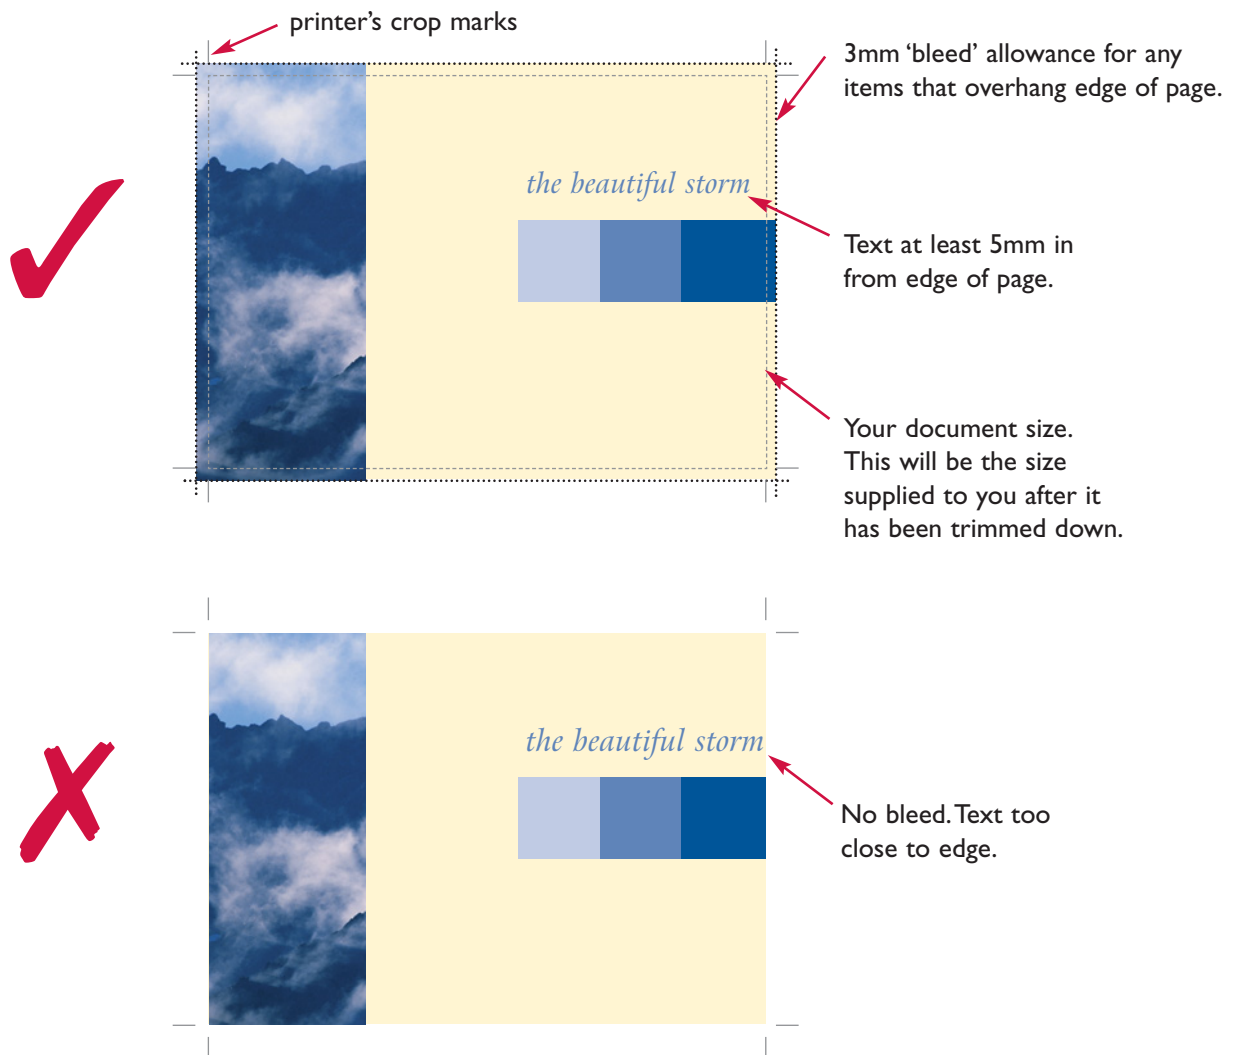 printer’s crop marks
3mm ‘bleed’ allowance for any
items that overhang edge of page.
the beautiful storm
Text at least 5mm in
from edge of page.
Your document size.
This will be the size
supplied to you after it
has been trimmed down.
the beautiful storm
No bleed. Text too
close to edge.